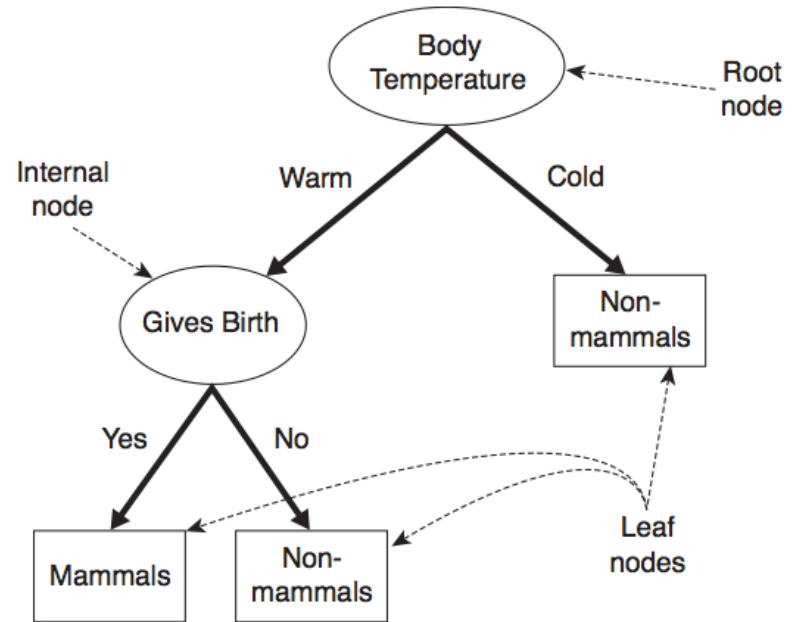 Body
Temperature
Root
node
Internal
node
Warm
Cold
Gives Birth
Non-
mammals
Yes
No
Mammals
Non-
mammals
Leaf
nodes